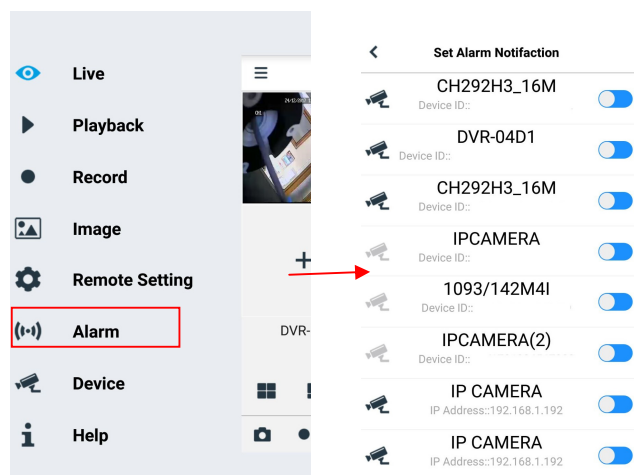 Live
Playback
Record
Image
Remote Setting
Alarm
Device
Help
CH1
DVR-
Set Alarm Notifaction
CH292H3_16M
Device ID::
DVR-04D1
Device ID::
CH292H3_16M
Device ID::
IPCAMERA
Device ID::
1093/142M4I
Device ID::
IPCAMERA(2)
Device ID::
IP CAMERA
IP Address::192.168.1.192
IP CAMERA
IP Address::192.168.1.192